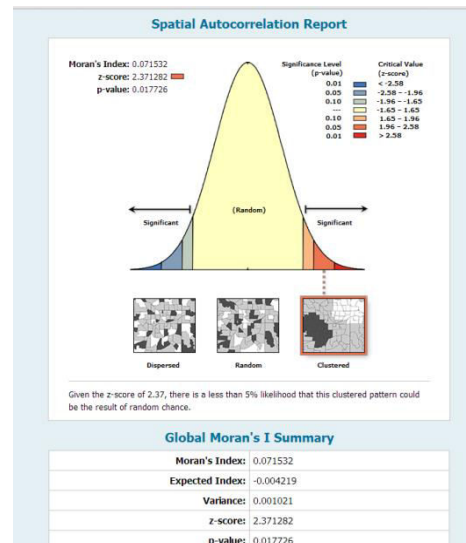 Spatial Autocorrelation Report
Moran's Index: 0.071532
z-score: 2.371282
p-value: 0.017726
Significance Level
(p-value)
0.01
0.05
0.10
---
0.10
0.05
0.01
Critical Value
(z-score)
< -2.58
-2.58 - -1.96
-1.96 - -1.65
-1.65 - 1.65
1.65 - 1.96
1.96 - 2.58
> 2.58
Significant
(Random)
Significant
Dispersed
Random
Clustered
Given the z-score of 2.37, there is a less than 5% likelihood that this clustered pattern could
be the result of random chance.
Global Moran's I Summary
Moran's Index: 0.071532
Expected Index: -0.004219
Variance: 0.001021
z-score: 2.371282
p-value: 0.017726